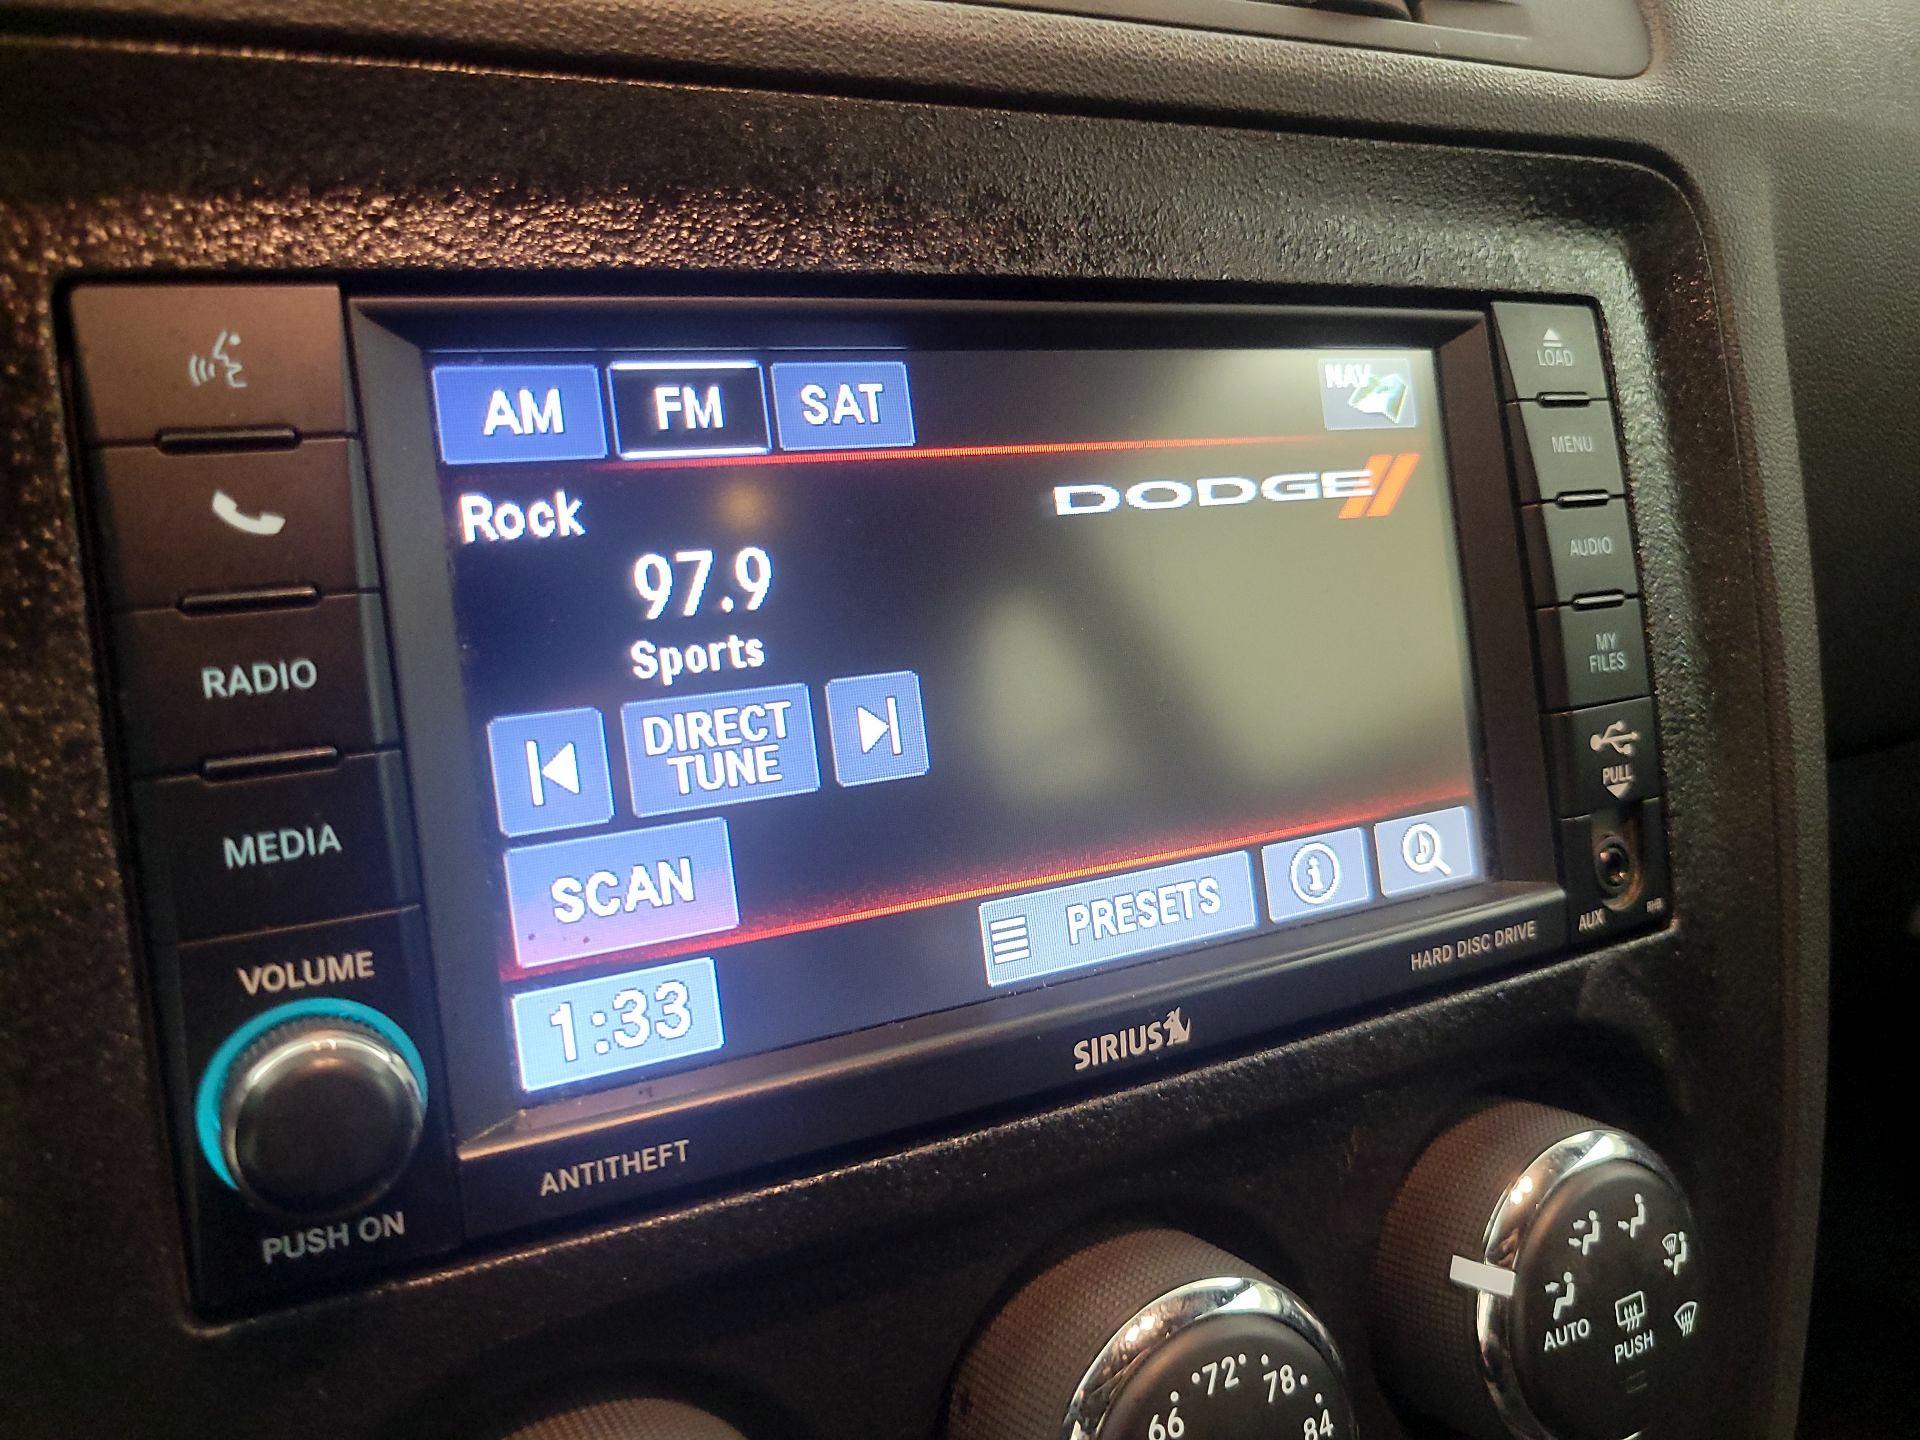 LOAD
AM FM SAT NAV
MENU
DODGE
Rock
97.9
AUDIO
Sports
MY
FILES
RADIO
DIRECT
TUNE
PULL
MEDIA
SCAN
PRESETS
AUX
VOLUME
HARD DISC DRIVE
1:33
SIRIUS
ANTITHEFT
PUSH ON
AUTO
PUSH
66 72 78 84